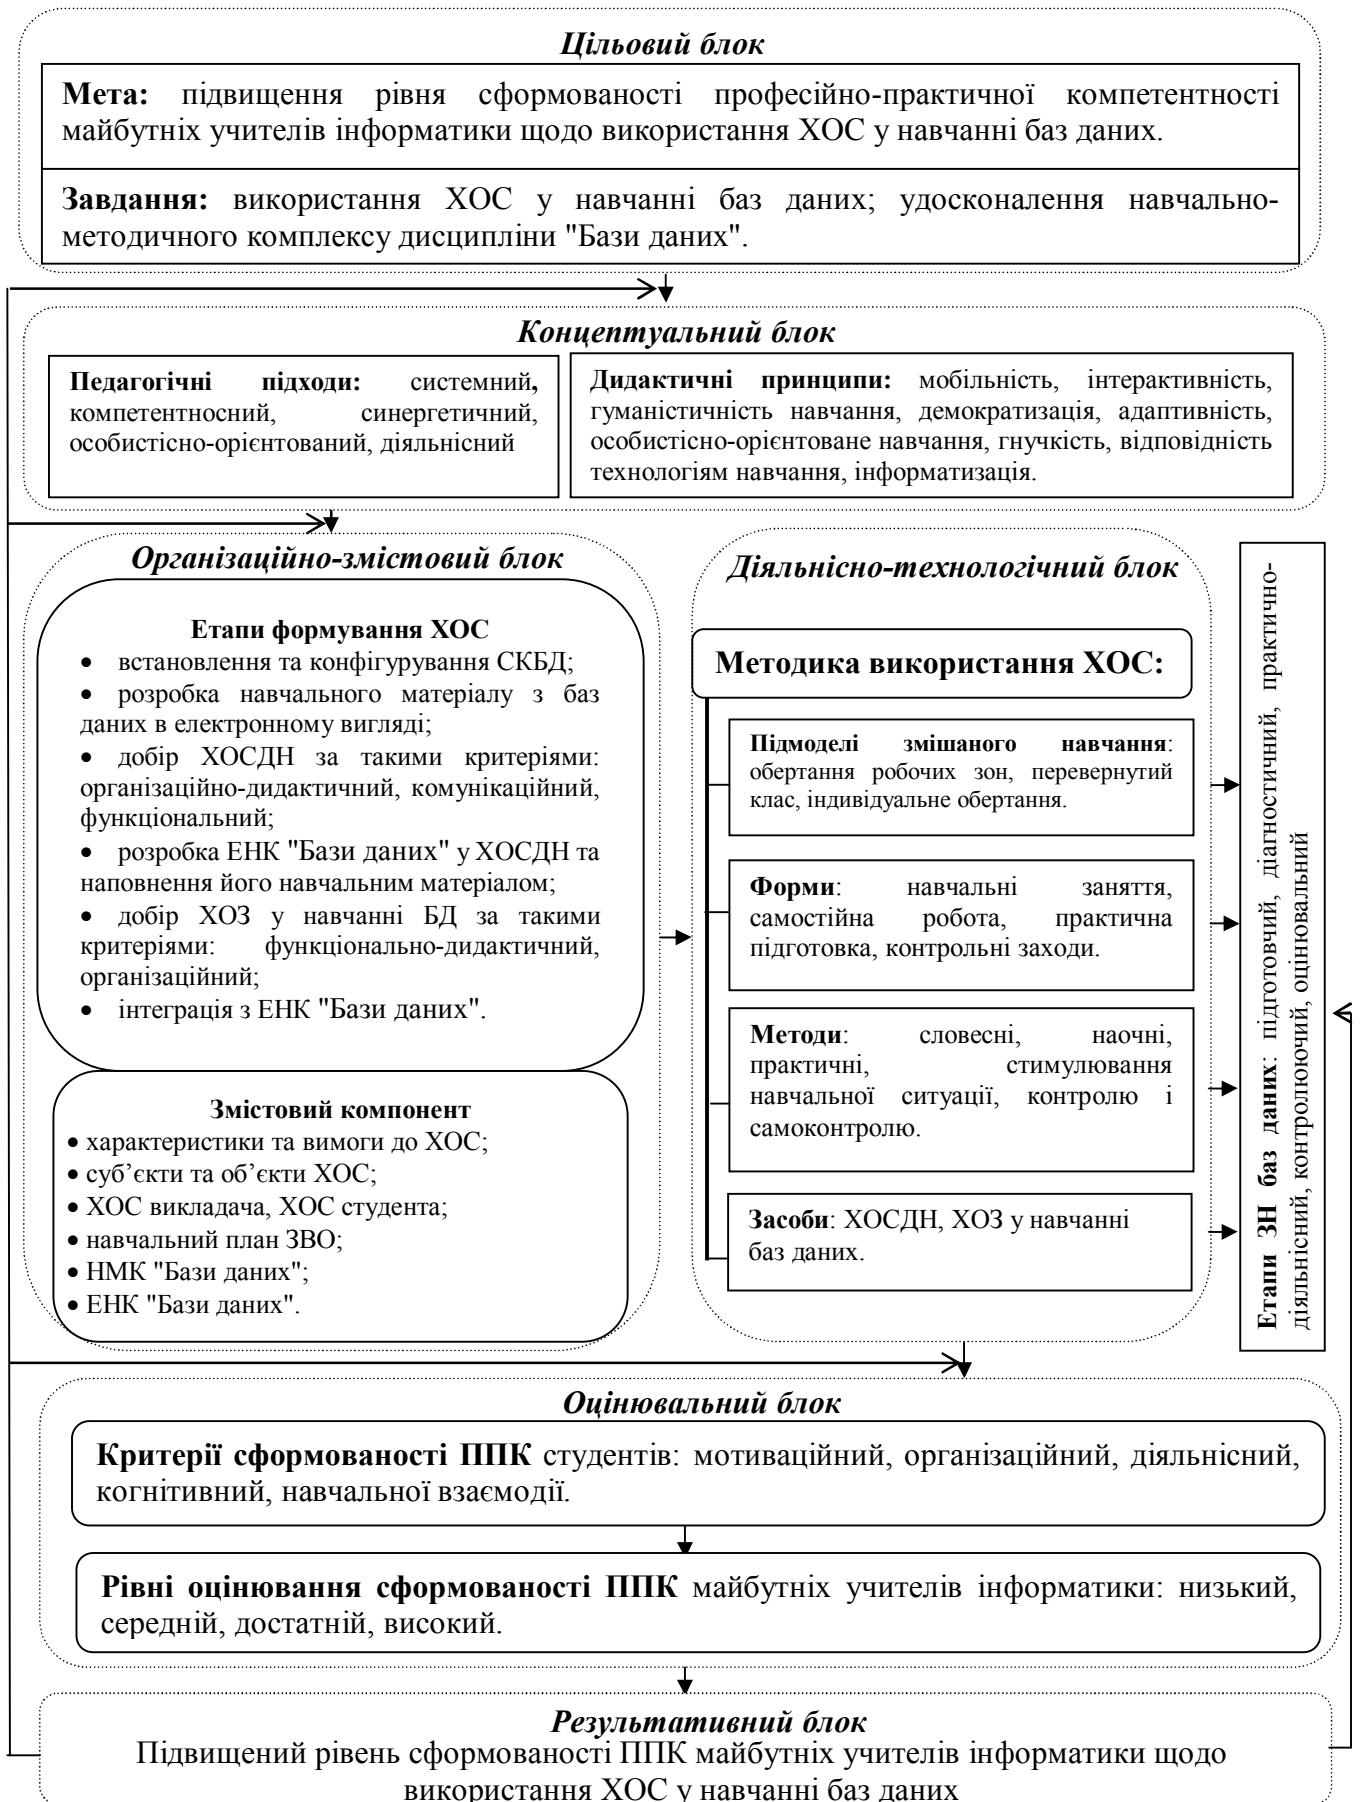 Цільовий блок
Мета: підвищення рівня сформованості професійно-практичної компетентності
майбутніх учителів інформатики щодо використання ХОС у навчанні баз даних.
Завдання: використання ХОС у навчанні баз даних; удосконалення навчально-
методичного комплексу дисципліни "Бази даних".
Концептуальний блок
Педагогічні підходи: системний,
компетентносний, синергетичний,
особистісно-орієнтований, діяльнісний
Дидактичні принципи: мобільність, інтерактивність,
гуманістичність навчання, демократизація, адаптивність,
особистісно-орієнтоване навчання, гнучкість, відповідність
технологіям навчання, інформатизація.
Організаційно-змістовий блок
Етапи формування ХОС
• встановлення та конфігурування СКБД;
• розробка навчального матеріалу з баз
даних в електронному вигляді;
• добір ХОСДН за такими критеріями:
організаційно-дидактичний, комунікаційний,
функціональний;
• розробка ЕНК "Бази даних" у ХОСДН та
наповнення його навчальним матеріалом;
• добір ХОЗ у навчанні БД за такими
критеріями: функціонально-дидактичний,
організаційний;
• інтеграція з ЕНК "Бази даних".
Змістовий компонент
• характеристики та вимоги до ХОС;
• суб’єкти та об’єкти ХОС;
• ХОС викладача, ХОС студента;
• навчальний план ЗВО;
• НМК "Бази даних";
• ЕНК "Бази даних".
Діяльнісно-технологічний блок
Методика використання ХОС:
Підмоделі змішаного навчання:
обертання робочих зон, перевернутий
клас, індивідуальне обертання.
Форми: навчальні заняття,
самостійна робота, практична
підготовка, контрольні заходи.
Методи: словесні, наочні,
практичні, стимулювання
навчальної ситуації, контролю і
самоконтролю.
Засоби: ХОСДН, ХОЗ у навчанні
баз даних.
Етапи ЗН баз даних: підготовчий, діагностичний, практично-
діяльнісний, контролюючий, оцінювальний
Оцінювальний блок
Критерії сформованості ППК студентів: мотиваційний, організаційний, діяльнісний,
когнітивний, навчальної взаємодії.
Рівні оцінювання сформованості ППК майбутніх учителів інформатики: низький,
середній, достатній, високий.
Результативний блок
Підвищений рівень сформованості ППК майбутніх учителів інформатики щодо
використання ХОС у навчанні баз даних